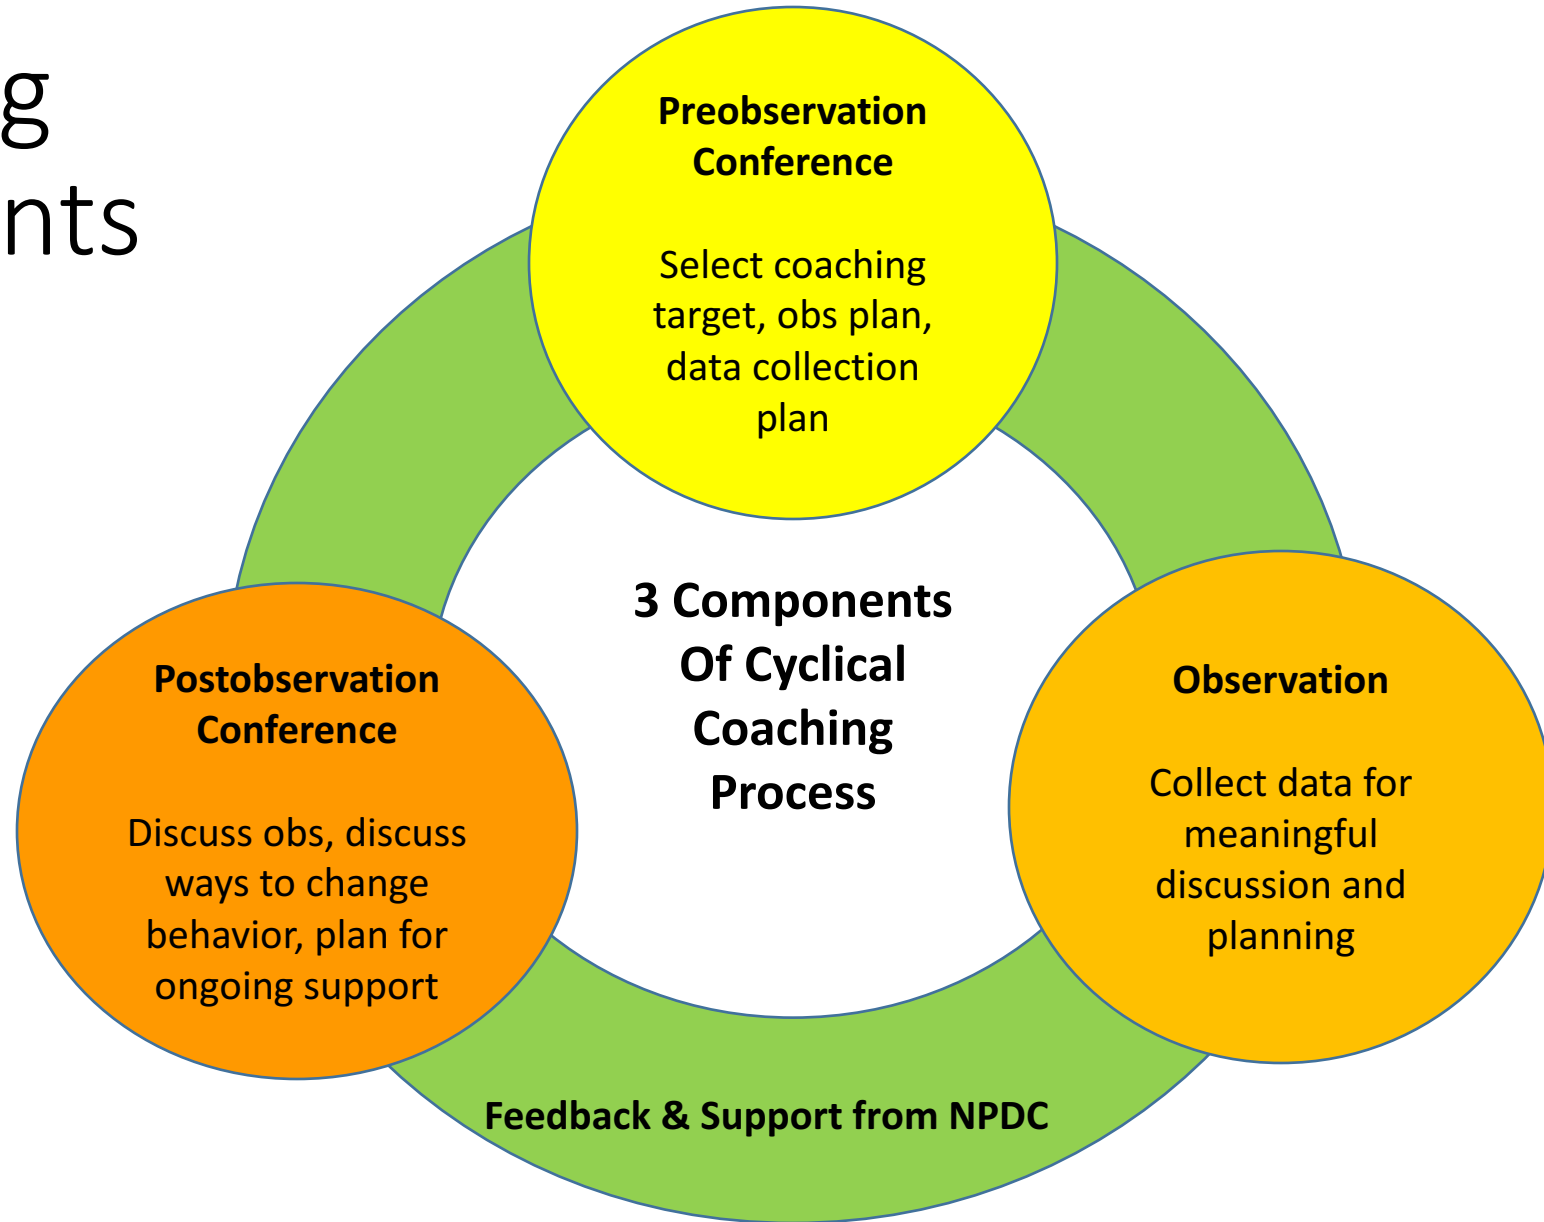 g
nts
Preobservation
Conference
Select coaching
target, obs plan,
data collection
plan
3 Components
Of Cyclical
Coaching
Process
Postobservation
Conference
Discuss obs, discuss
ways to change
behavior, plan for
ongoing support
Observation
Collect data for
meaningful
discussion and
planning
Feedback & Support from NPDC